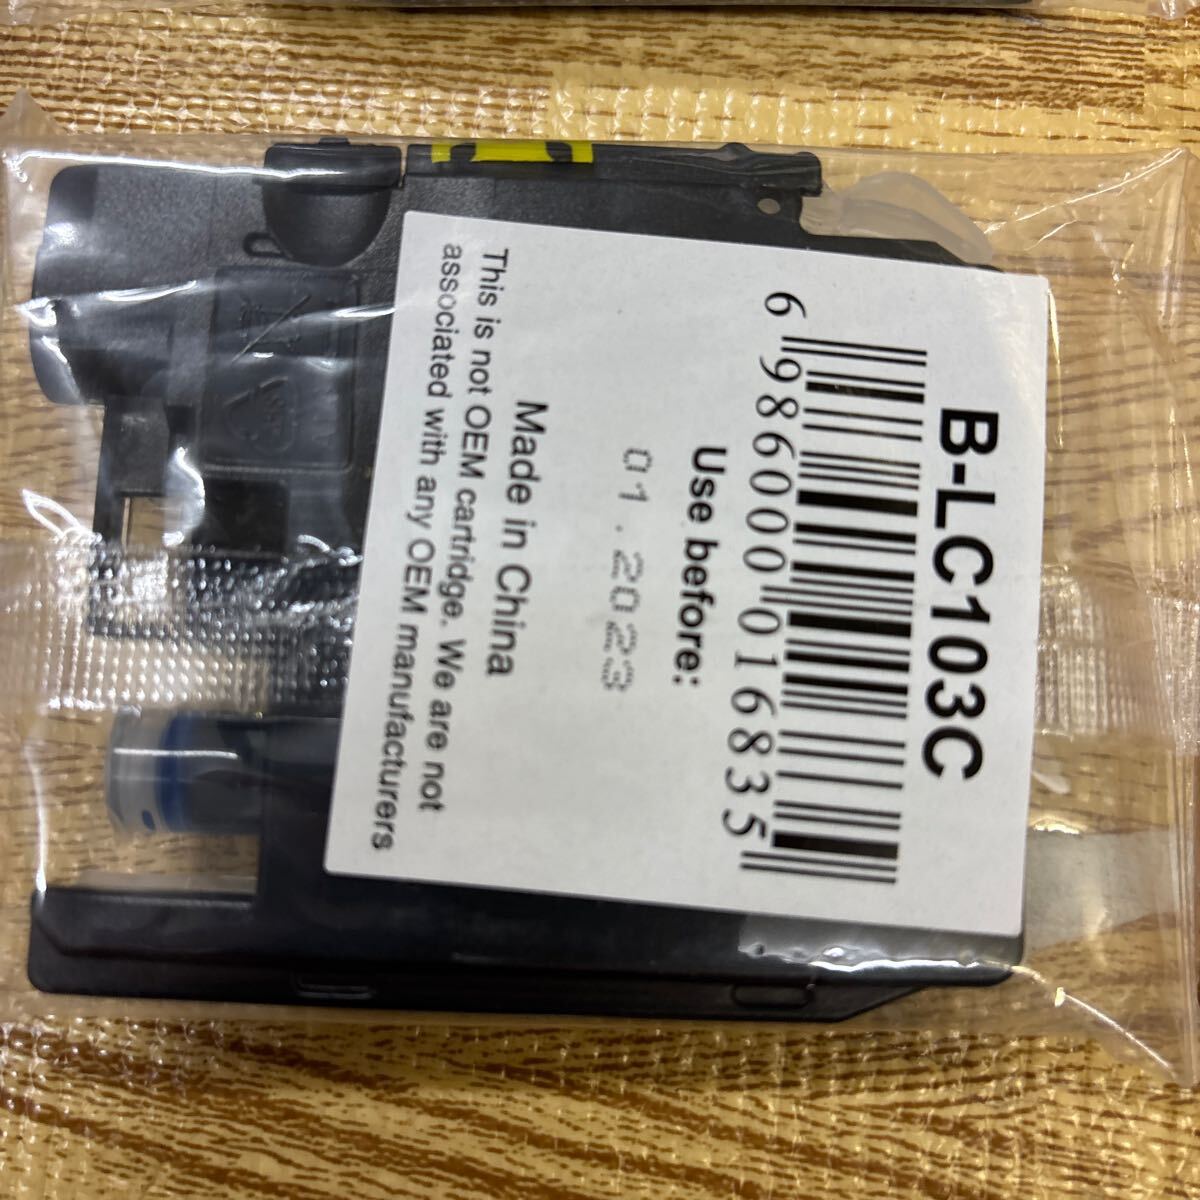 B-LC103C
6 986000 016835
Use before:
01.2023
Made in China
This is not OEM cartridge. We are not
associated with any OEM manufacturers